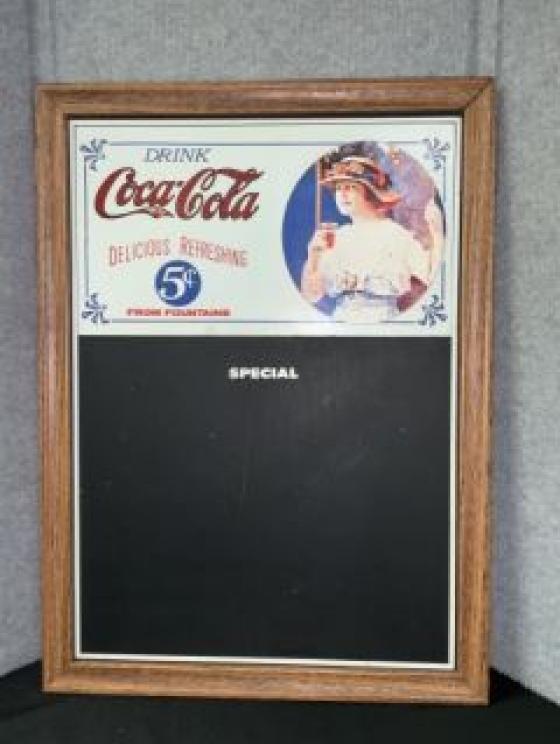 DRINK
Coca-Cola
DELICIOUS REFRESHING
5¢
FROM FOUNTAINS
SPECIAL